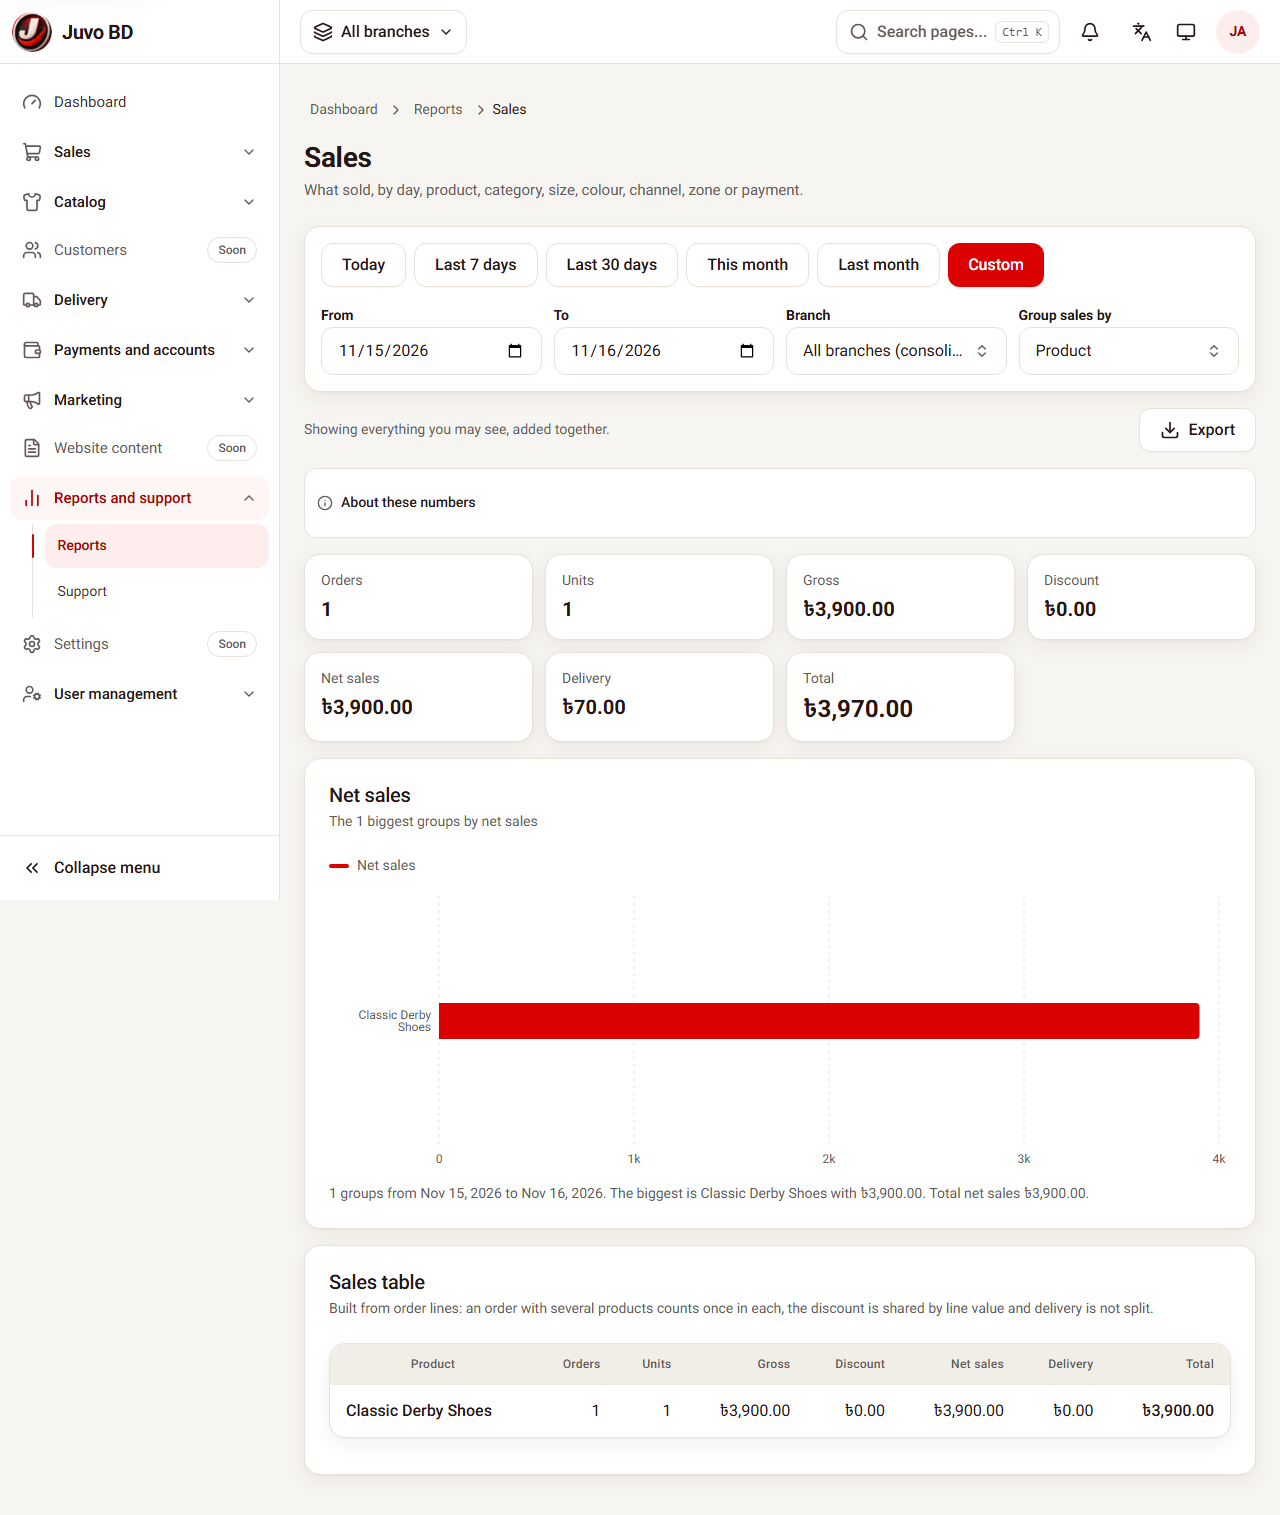 Juvo BD
All branches
Search pages...
Ctrl K
JA
Dashboard
Sales
Catalog
Customers
Soon
Delivery
Payments and accounts
Marketing
Website content
Soon
Reports and support
Reports
Support
Settings
Soon
User management
Collapse menu
Dashboard > Reports > Sales
Sales
What sold, by day, product, category, size, colour, channel, zone or payment.
Today
Last 7 days
Last 30 days
This month
Last month
Custom
From
To
Branch
Group sales by
11/15/2026
11/16/2026
All branches (consoli...
Product
Showing everything you may see, added together.
Export
About these numbers
Orders
1
Units
1
Gross
৳3,900.00
Discount
৳0.00
Net sales
৳3,900.00
Delivery
৳70.00
Total
৳3,970.00
Net sales
The 1 biggest groups by net sales
Net sales
Classic Derby
Shoes
0 1k 2k 3k 4k
1 groups from Nov 15, 2026 to Nov 16, 2026. The biggest is Classic Derby Shoes with ৳3,900.00. Total net sales ৳3,900.00.
Sales table
Built from order lines: an order with several products counts once in each, the discount is shared by line value and delivery is not split.
Product Orders Units Gross Discount Net sales Delivery Total
Classic Derby Shoes 1 1 ৳3,900.00 ৳0.00 ৳3,900.00 ৳0.00 ৳3,900.00